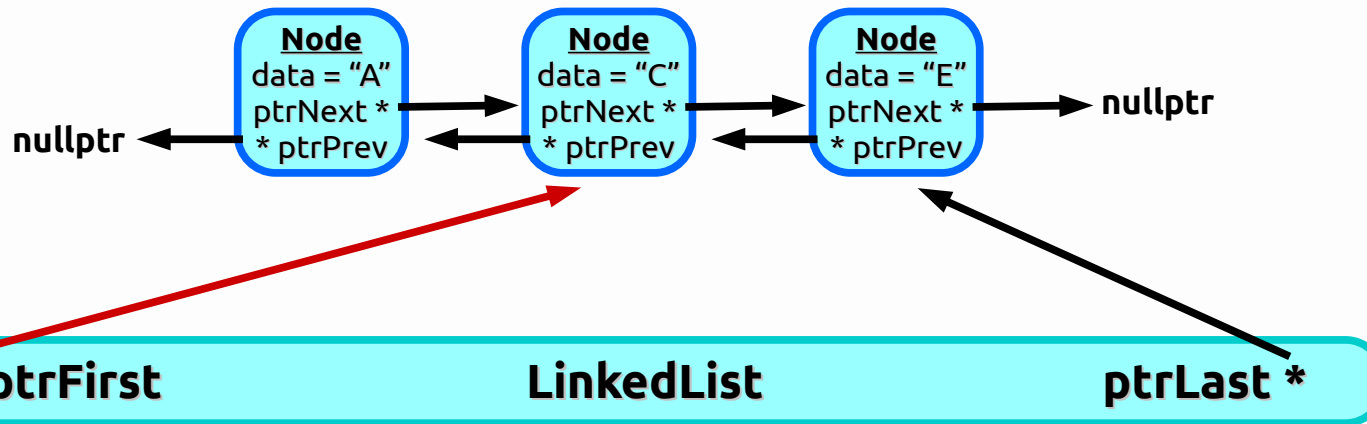 Node
data = “A”
ptrNext *
* ptrPrev
Node
data = “C”
ptrNext *
* ptrPrev
Node
data = “E”
ptrNext *
* ptrPrev
nullptr
nullptr
ptrFirst
LinkedList
ptrLast *